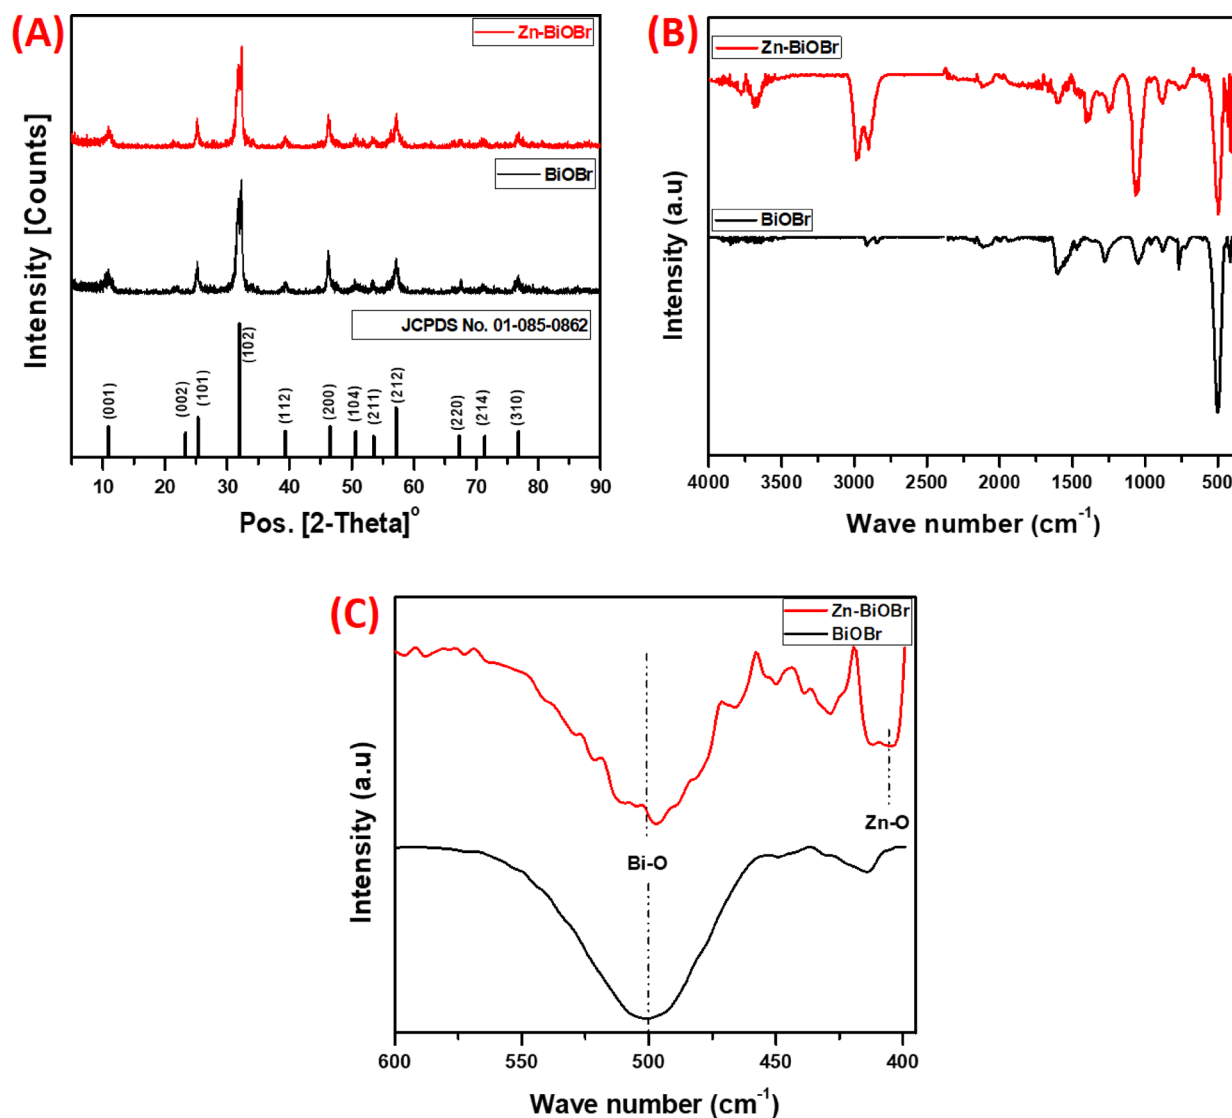 (A)
Zn-BiOBr
BiOBr
JCPDS No. 01-085-0862
(001)
(002)
(101)
(102)
(112)
(200)
(104)
(211)
(212)
(220)
(214)
(310)
Intensity [Counts]
10 20 30 40 50 60 70 80 90
Pos. [2-Theta]°
(B)
Zn-BiOBr
BiOBr
Intensity (a.u)
4000 3500 3000 2500 2000 1500 1000 500
Wave number (cm⁻¹)
(C)
Zn-BiOBr
BiOBr
Zn-O
Bi-O
Intensity (a.u)
600 550 500 450 400
Wave number (cm⁻¹)